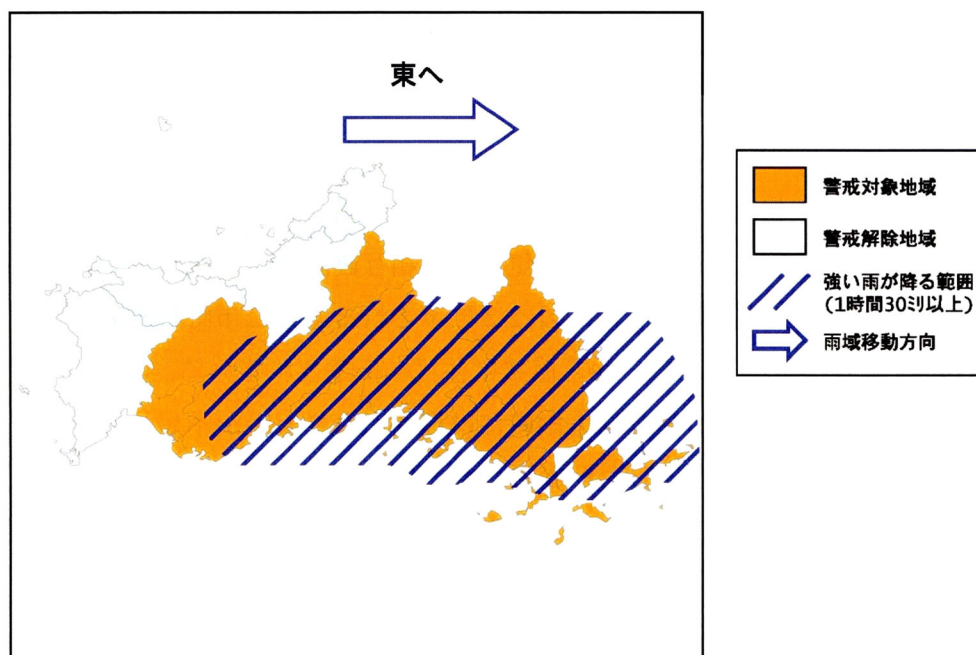 東へ
警戒対象地域
警戒解除地域
強い雨が降る範囲
(1時間30ミリ以上)
雨域移動方向